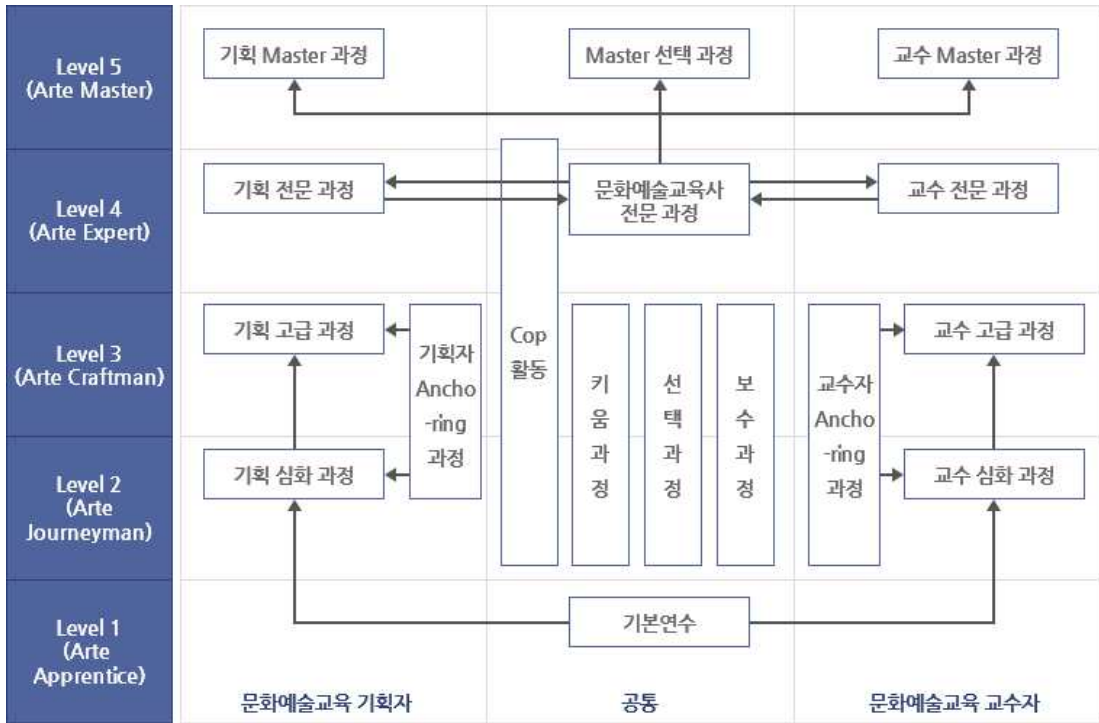 Level 5
(Arte Master)
기획 Master 과정
Master 선택 과정
교수 Master 과정
Level 4
(Arte Expert)
기획 전문 과정
문화예술교육사
전문 과정
교수 전문 과정
Level 3
(Arte Craftman)
기획 고급 과정
기획자
Ancho
-ring
과정
Cop
활동
키
움
과
정
선
택
과
정
보
수
과
정
교수자
Ancho
-ring
과정
교수 고급 과정
Level 2
(Arte
Journeyman)
기획 심화 과정
교수 심화 과정
Level 1
(Arte
Apprentice)
기본연수
문화예술교육 기획자
공통
문화예술교육 교수자